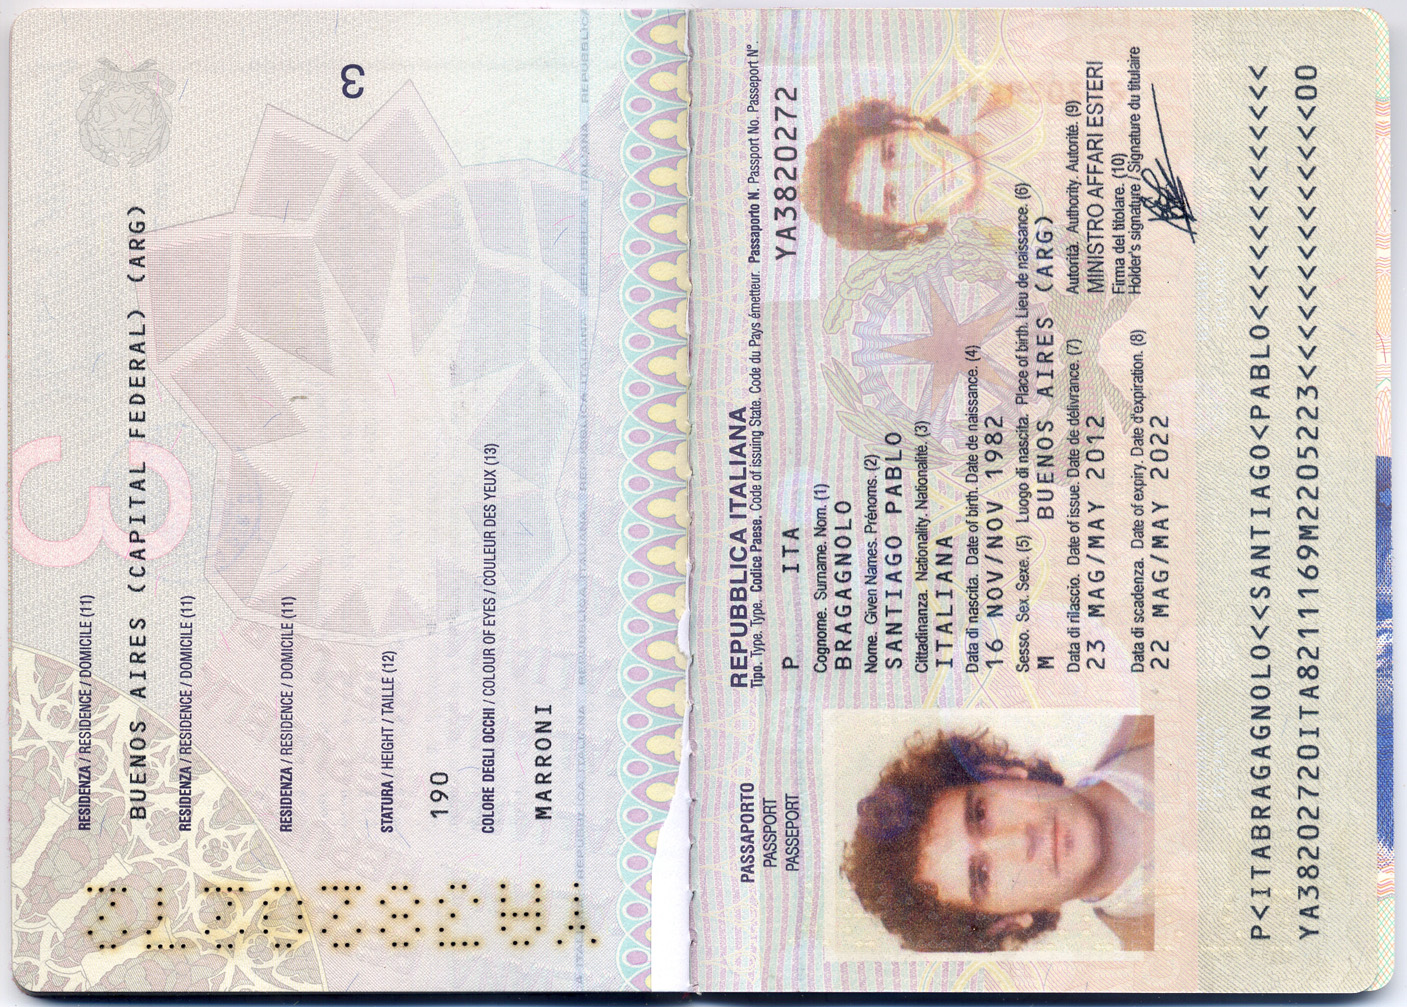 3
RESIDENZA / RESIDENCE / DOMICILE (11)
BUENOS AIRES (CAPITAL FEDERAL) (ARG)
RESIDENZA / RESIDENCE / DOMICILE (11)
RESIDENZA / RESIDENCE / DOMICILE (11)
STATURA / HEIGHT / TAILLE (12)
190
COLORE DEGLI OCCHI / COLOUR OF EYES / COULEUR DES YEUX (13)
MARRONI
PASSAPORTO
PASSPORT
PASSEPORT
REPUBBLICA ITALIANA
Tipo. Type. Type. Codice Paese. Code of issuing State. Code du Pays émetteur. Passaporto N. Passport No. Passeport N°.
P ITA YA3820272
Cognome. Surname. Nom. (1)
BRAGAGNOLO
Nome. Given Names. Prénoms. (2)
SANTIAGO PABLO
Cittadinanza. Nationality. Nationalité. (3)
ITALIANA
Data di nascita. Date of birth. Date de naissance. (4)
16 NOV/NOV 1982
Sesso. Sex. Sexe. (5) Luogo di nascita. Place of birth. Lieu de naissance. (6)
M BUENOS AIRES (ARG)
Data di rilascio. Date of issue. Date de délivrance. (7) Autorità. Authority. Autorité. (9)
23 MAG/MAY 2012 MINISTRO AFFARI ESTERI
Data di scadenza. Date of expiry. Date d'expiration. (8)
22 MAG/MAY 2022
Firma del titolare. (10)
Holder's signature / Signature du titulaire
P<ITABRAGAGNOLO<<SANTIAGO<PABLO<<<<<<<<<<<<<
YA38202720ITA8211169M2205223<<<<<<<<<<<<<<00